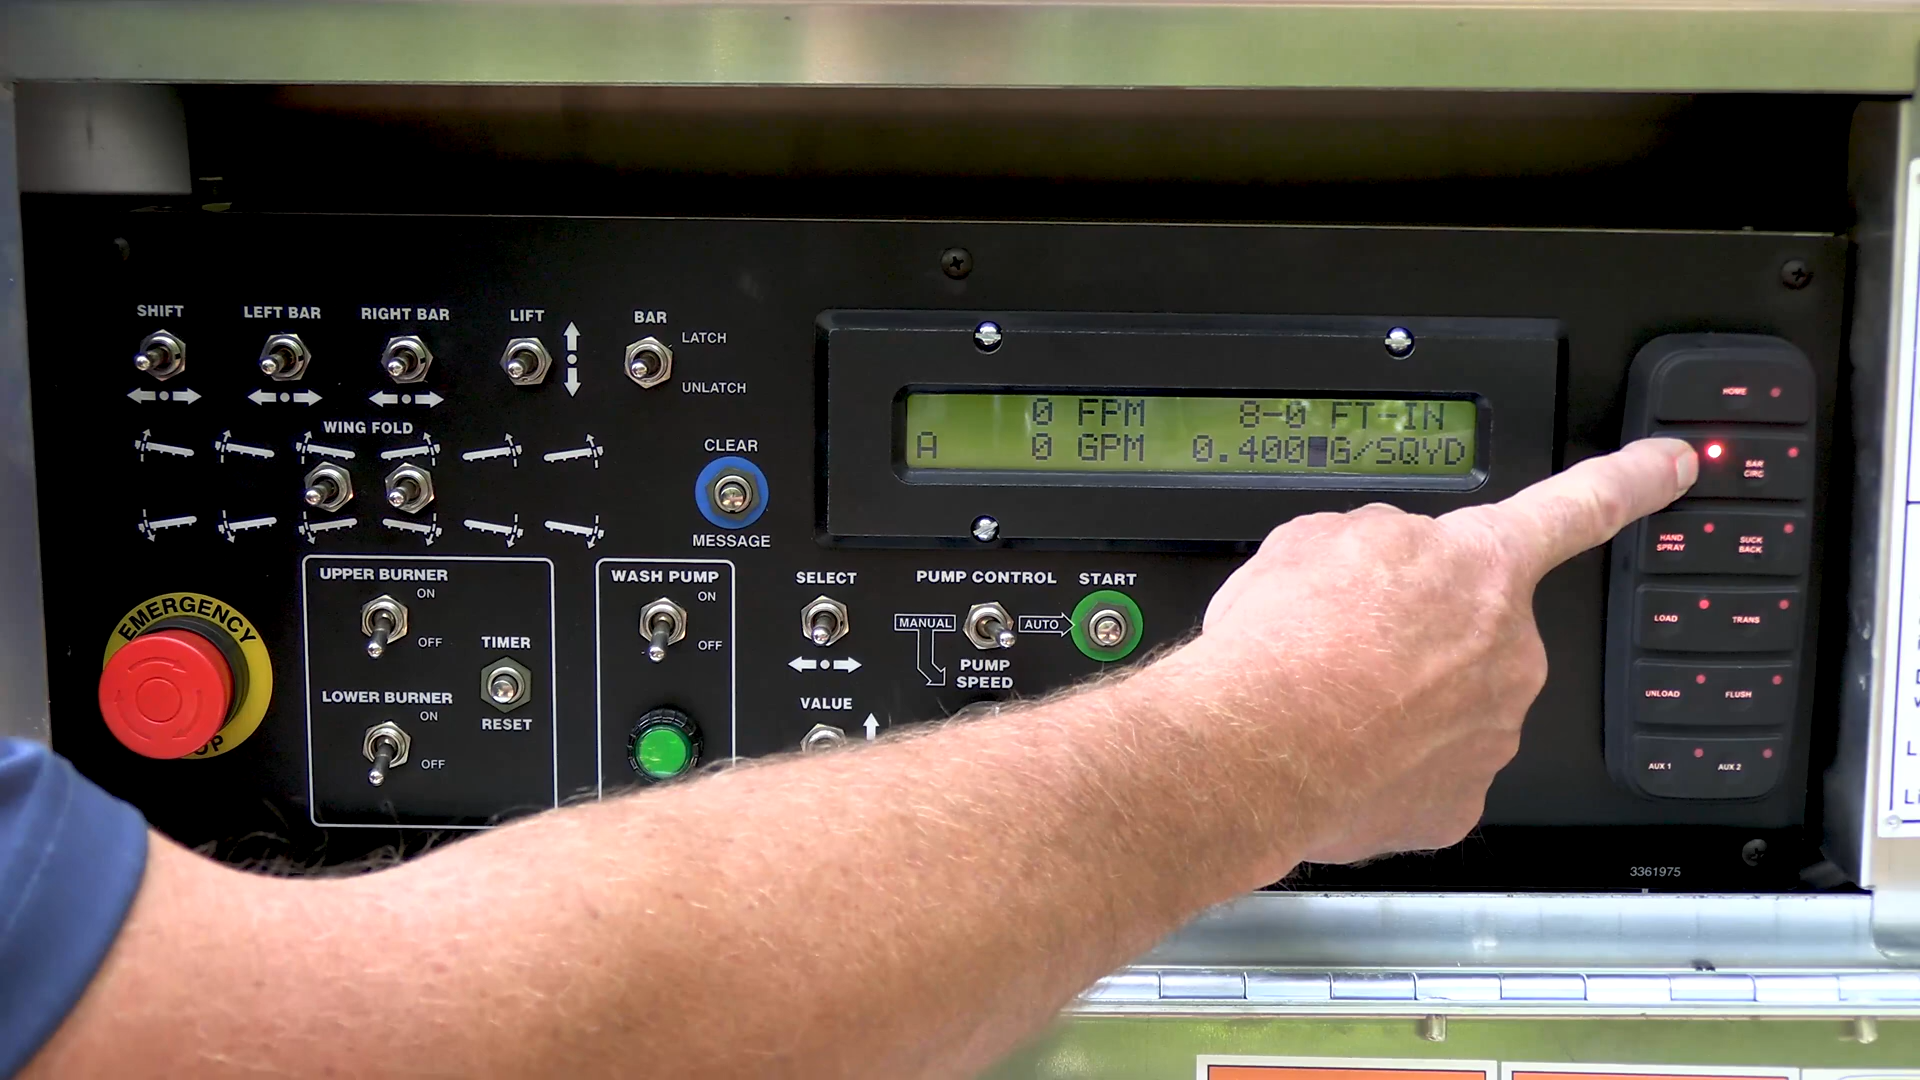 SHIFT
LEFT BAR
RIGHT BAR
LIFT
BAR
LATCH
UNLATCH
WING FOLD
CLEAR
MESSAGE
0 FPM 8-0 FT-IN
A 0 GPM 0.400 G/SQYD
HOME
BAR
CIRC
HAND
SPRAY
SUCK
BACK
LOAD
TRANS
UNLOAD
FLUSH
AUX 1
AUX 2
EMERGENCY
UPPER BURNER
ON
OFF
TIMER
RESET
LOWER BURNER
ON
OFF
WASH PUMP
ON
OFF
SELECT
VALUE
PUMP CONTROL
MANUAL
AUTO
PUMP
SPEED
START
3361975